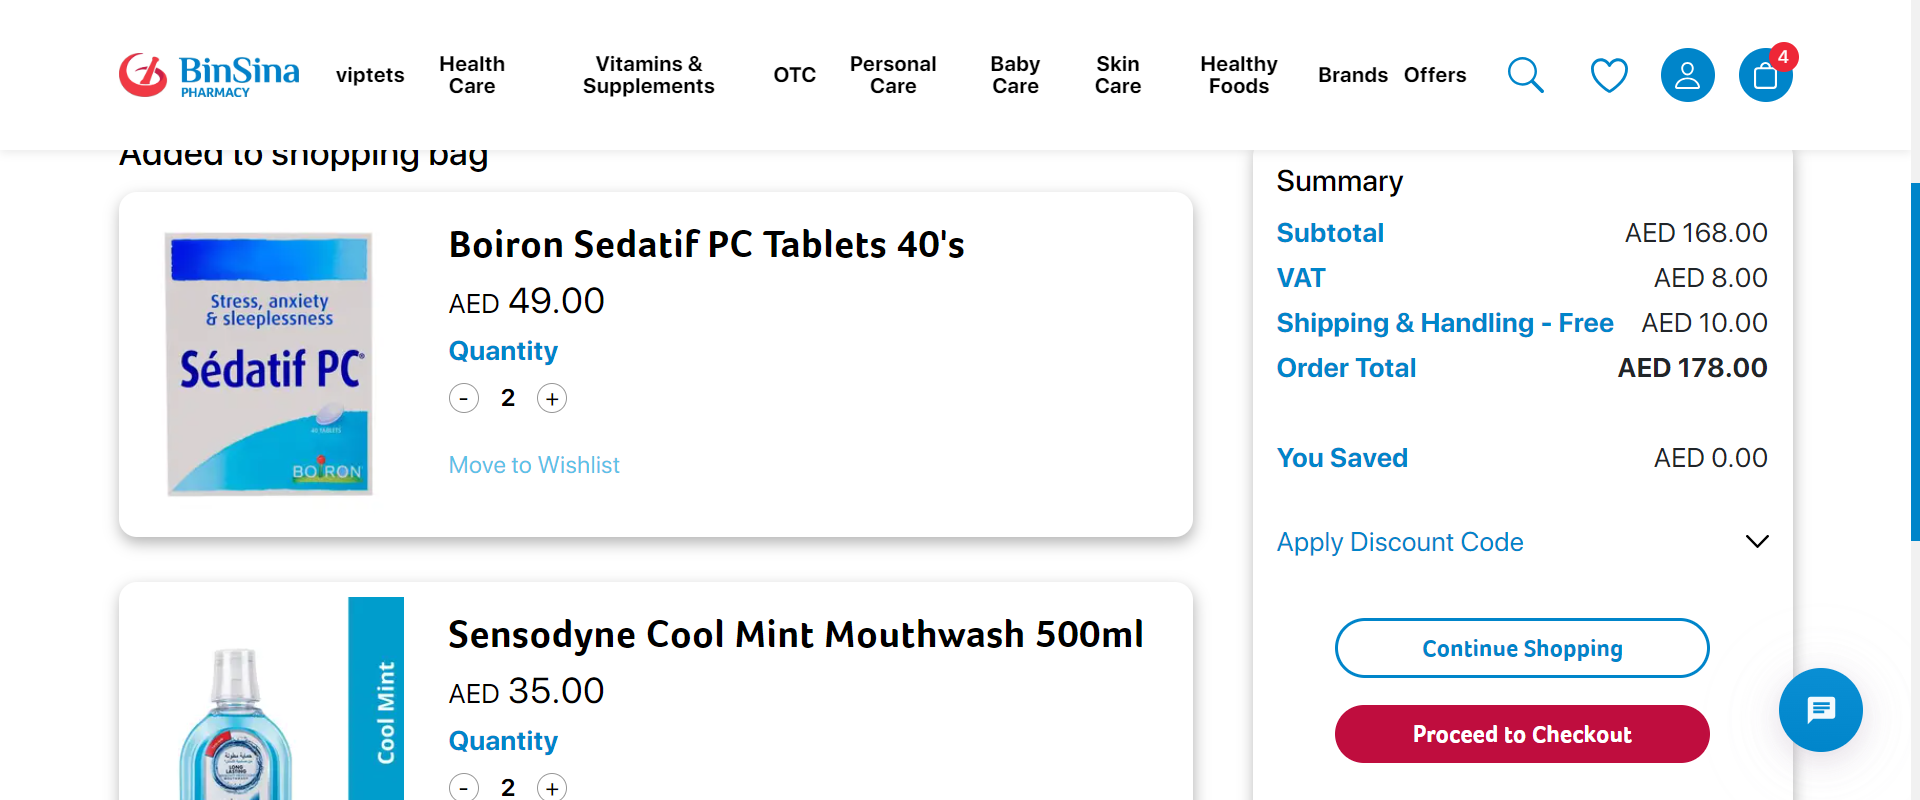 BinSina
PHARMACY
viptets
Health
Care
Vitamins &
Supplements
OTC
Personal
Care
Baby
Care
Skin
Care
Healthy
Foods
Brands
Offers
4
Added to shopping bag
Stress, anxiety
& sleeplessness
Sédatif PC®
40 TABLETS
BOIRON
Boiron Sedatif PC Tablets 40's
AED 49.00
Quantity
- 2 +
Move to Wishlist
Cool Mint
LONG
LASTING
Sensodyne Cool Mint Mouthwash 500ml
AED 35.00
Quantity
- 2 +
Summary
Subtotal AED 168.00
VAT AED 8.00
Shipping & Handling - Free AED 10.00
Order Total AED 178.00
You Saved AED 0.00
Apply Discount Code
Continue Shopping
Proceed to Checkout